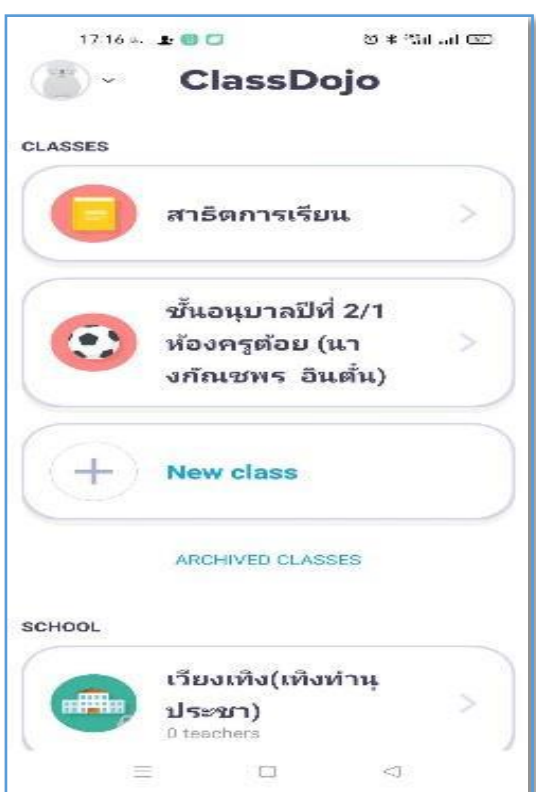 17:16
ClassDojo
CLASSES
สาธิตการเรียน
ชั้นอนุบาลปีที่ 2/1
ห้องครูต้อย (นา
งกัณชพร อินต๋น)
New class
ARCHIVED CLASSES
SCHOOL
เวียงเทิง(เทิงทำนุ
ประชา)
0 teachers